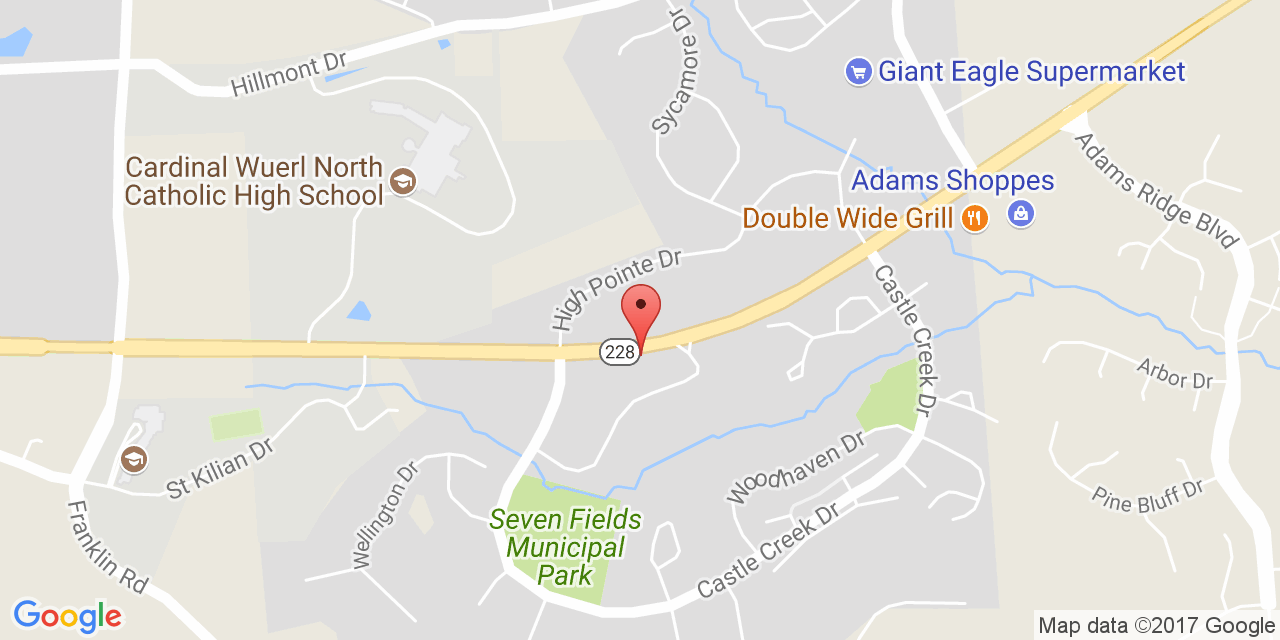 Sycamore Dr
Hillmont Dr
Giant Eagle Supermarket
Cardinal Wuerl North
Catholic High School
Adams Ridge Blvd
Adams Shoppes
Double Wide Grill
High Pointe Dr
Castle Creek Dr
228
Arbor Dr
St Kilian Dr
Wellington Dr
Woodhaven Dr
Pine Bluff Dr
Franklin Rd
Seven Fields
Municipal
Park
Castle Creek Dr
Google
Map data ©2017 Google